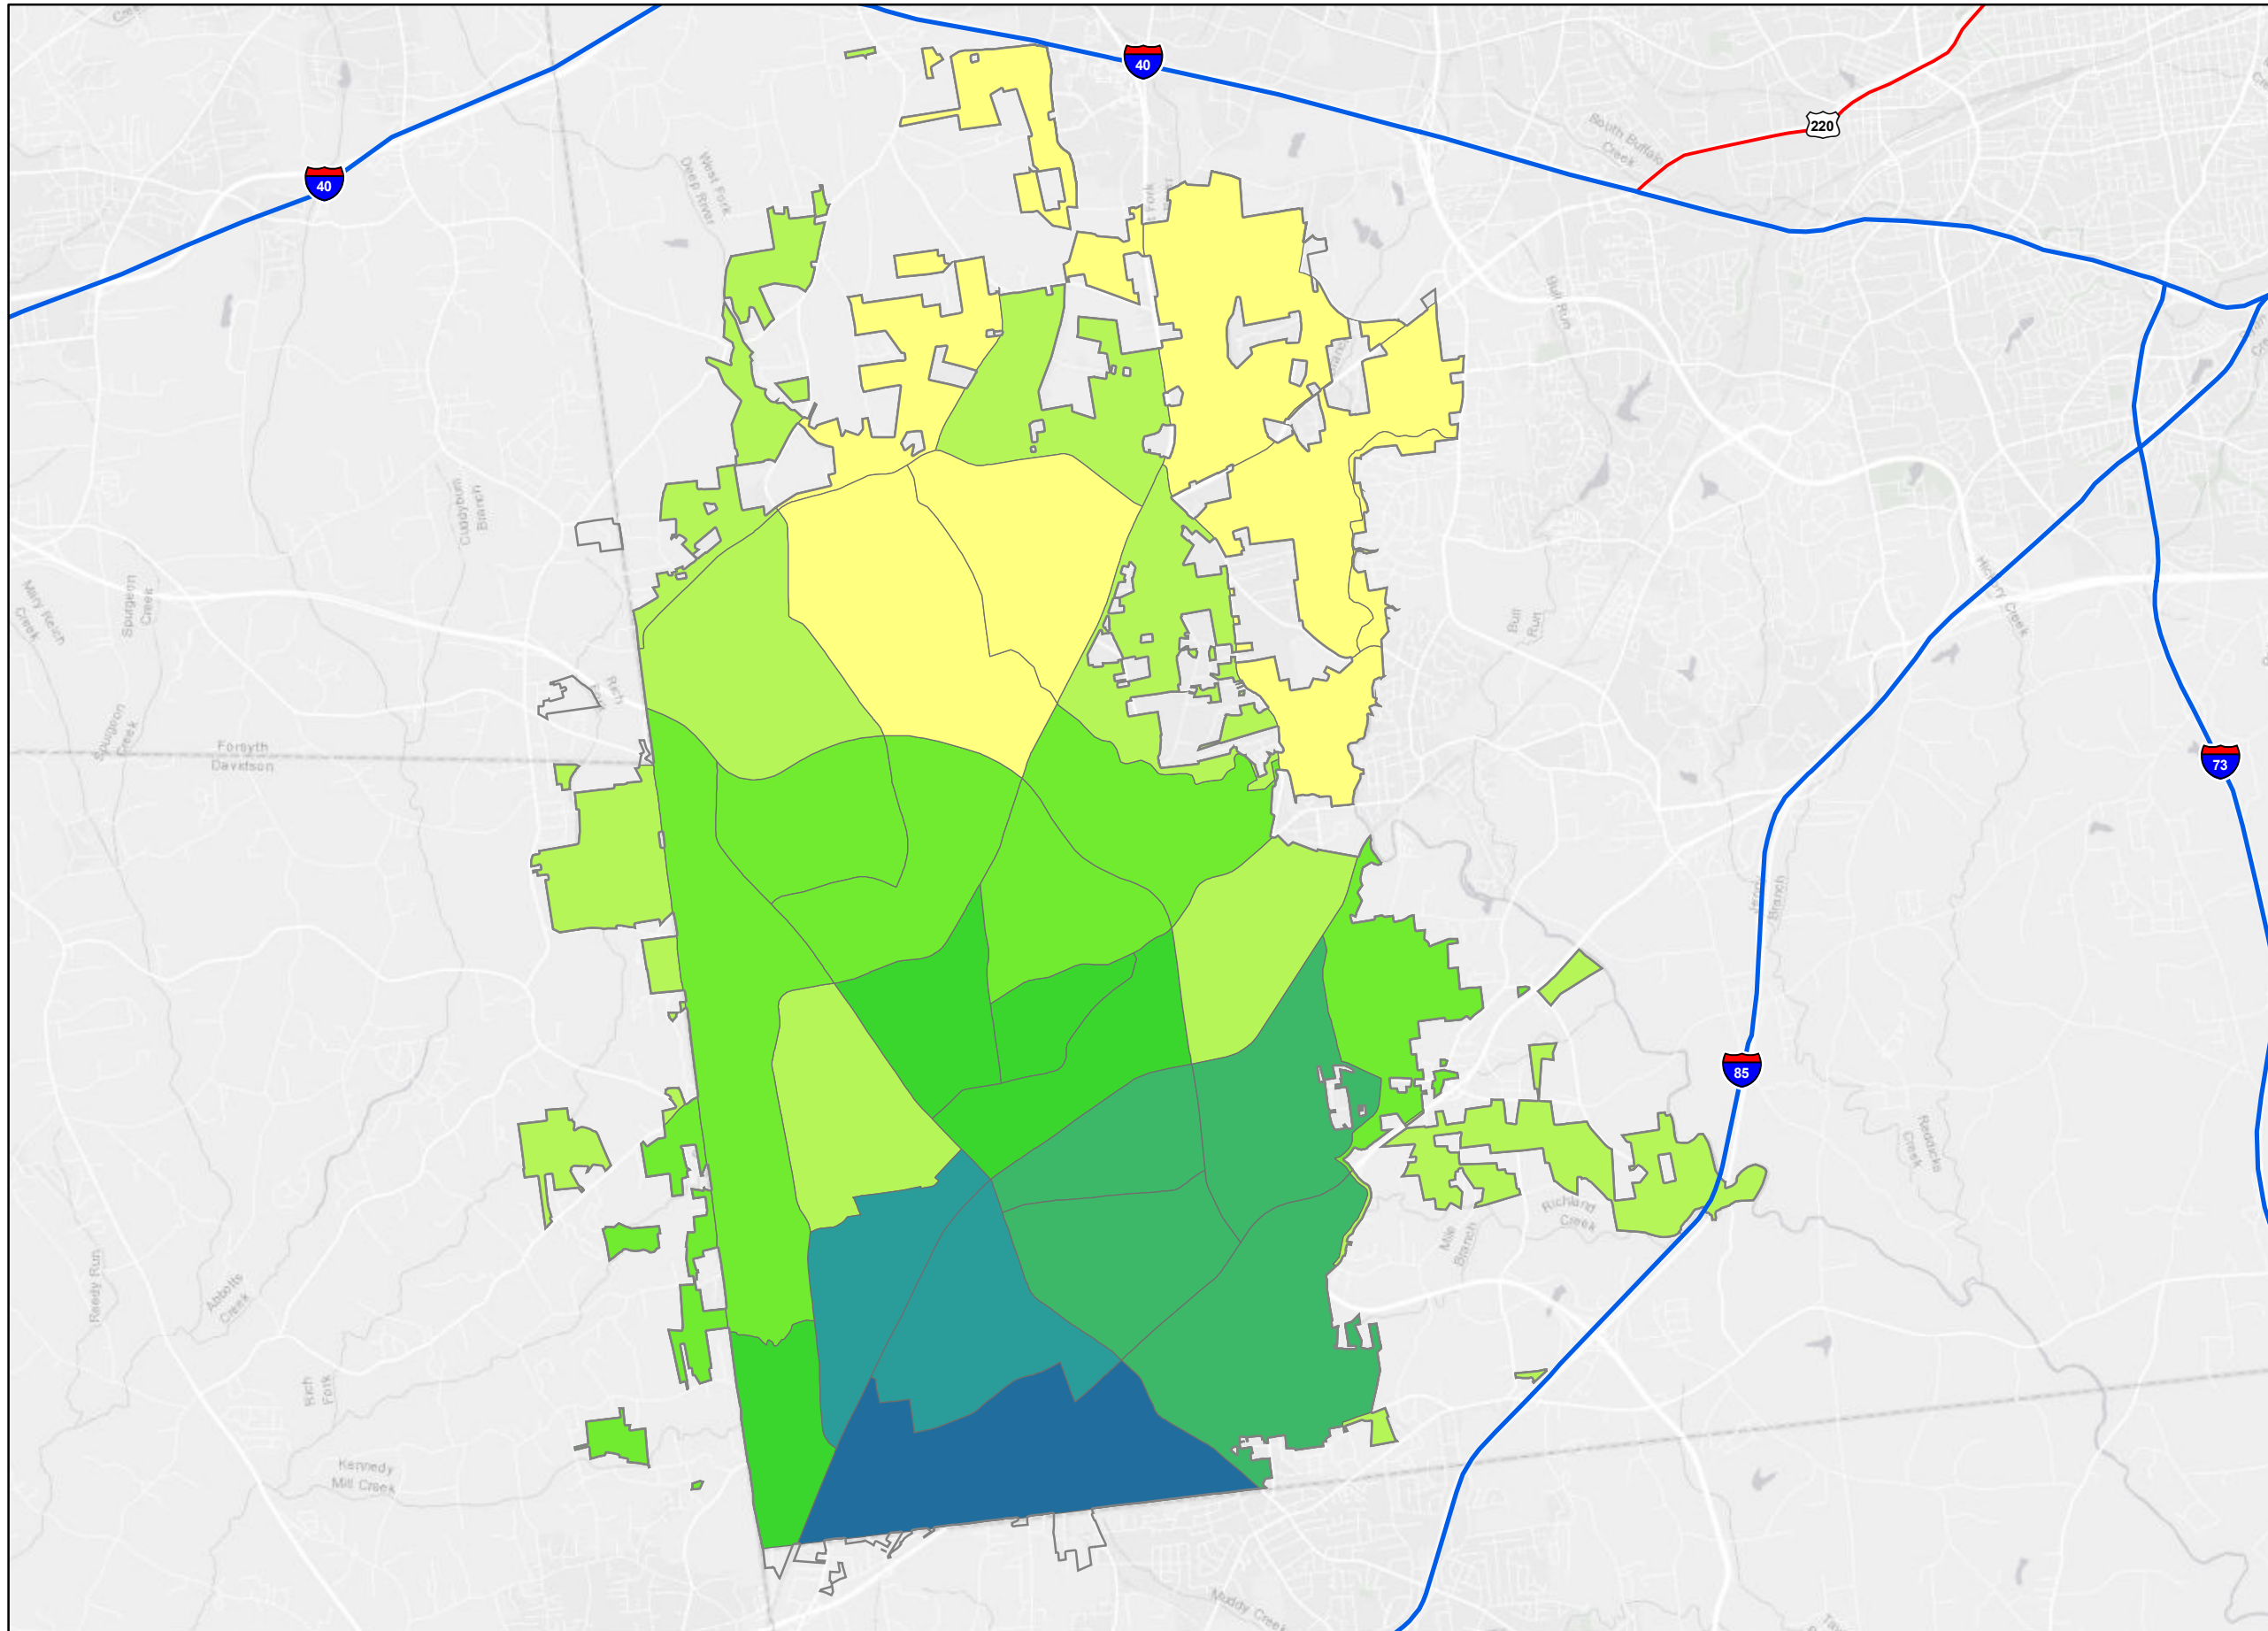 40
40
220
South Buffalo
Creek
West Fork
Deep River
Bull Run
Cuddyburn
Branch
Hickory Creek
Mary Reich
Creek
Spurgeon
Creek
Bull
Run
Rich
Fork
Spurgeon
Creek
Forsyth
Davidson
73
Jenny
Branch
85
Reddicks
Creek
Richland
Creek
Mile
Branch
Reedy Run
Abbotts
Creek
Rich
Fork
Kennedy
Mill Creek
Muddy Creek